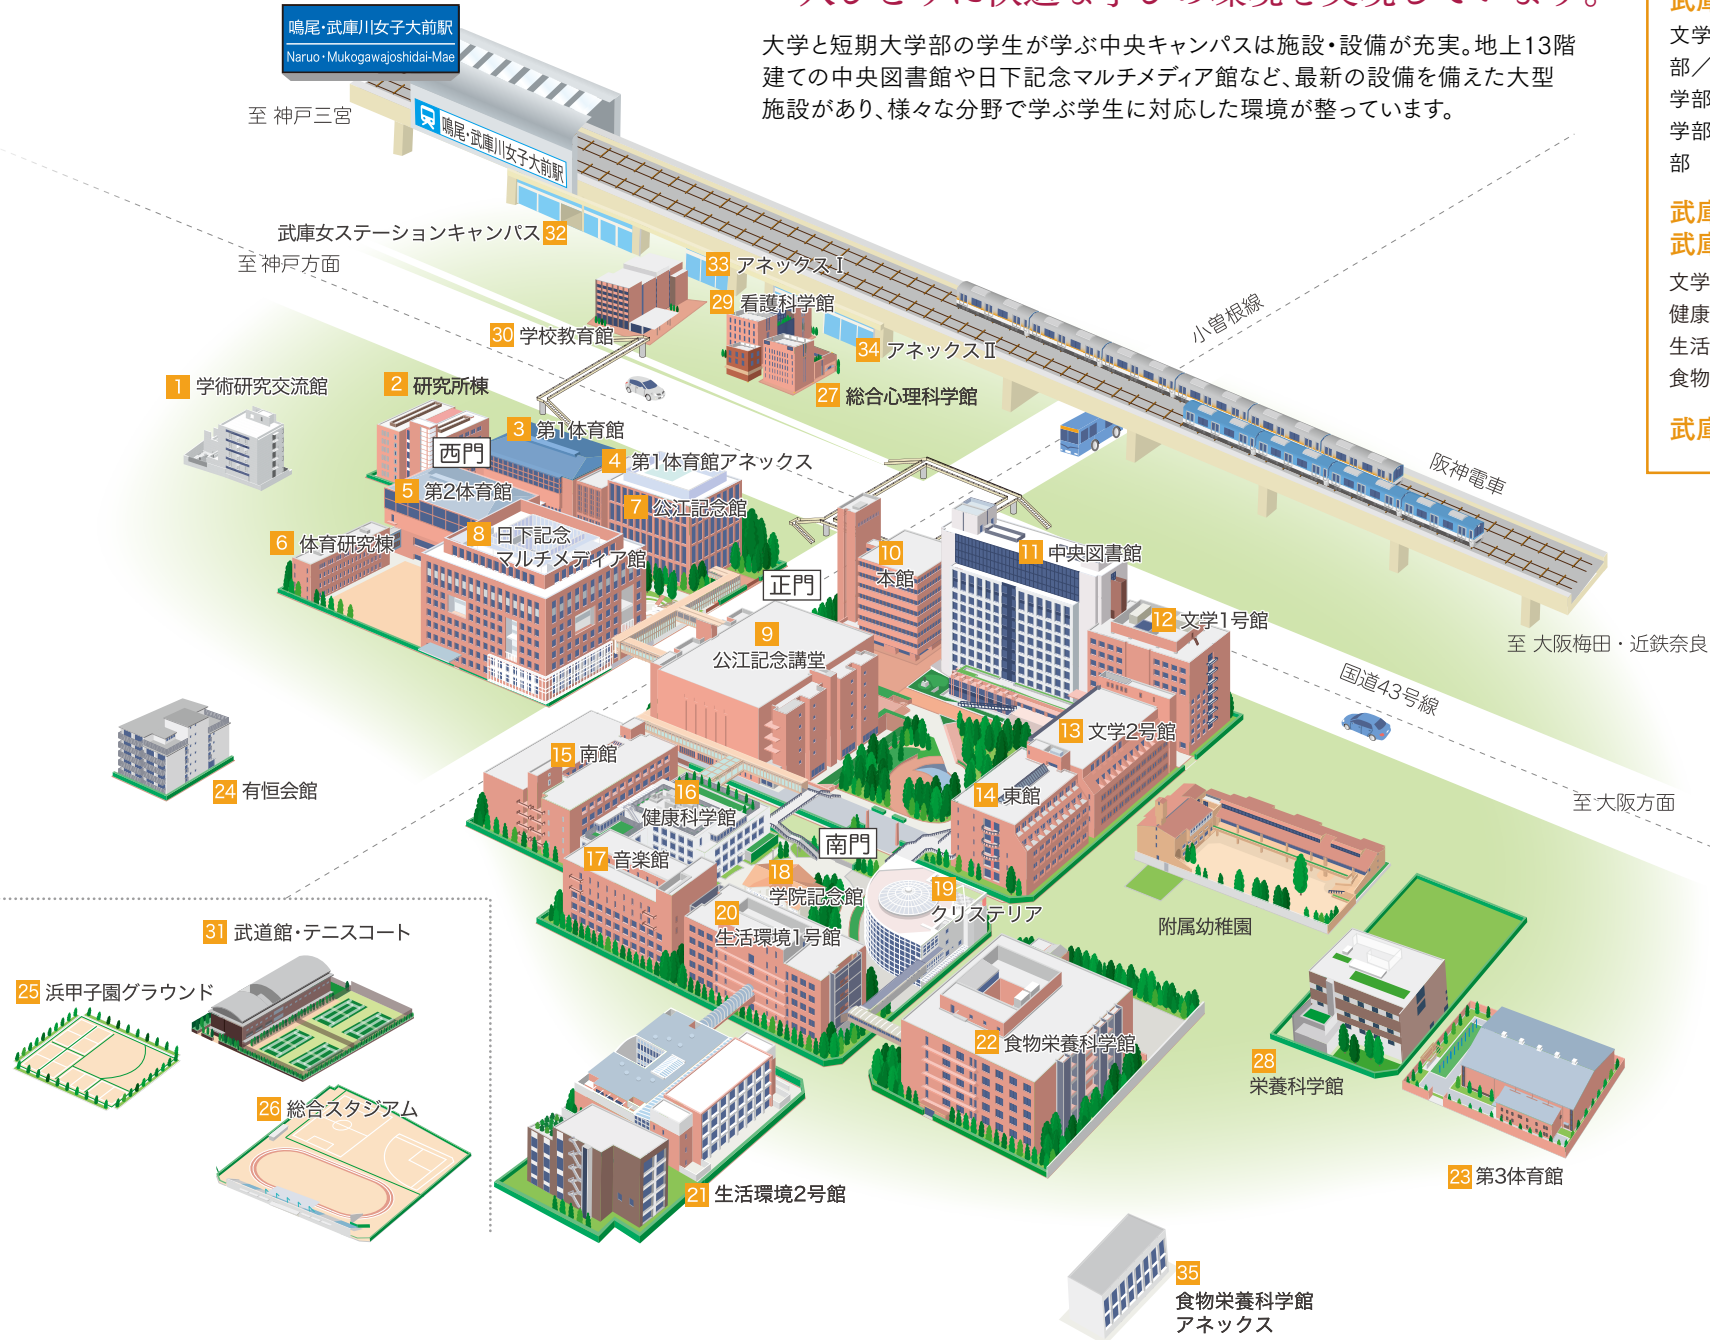 大学と短期大学部の学生が学ぶ中央キャンパスは施設・設備が充実。地上13階
建ての中央図書館や日下記念マルチメディア館など、最新の設備を備えた大型
施設があり、様々な分野で学ぶ学生に対応した環境が整っています。
文学
部／
学部
学部
部
武庫
武庫
文学
健康
生活
食物
武庫
鳴尾・武庫川女子大前駅
Naruo・Mukogawajoshidai-Mae
至 神戸三宮
鳴尾・武庫川女子大前駅
武庫女ステーションキャンパス 32
至 神戸方面
33 アネックスⅠ
29 看護科学館
30 学校教育館
34 アネックスⅡ
27 総合心理科学館
小曽根線
阪神電車
至 大阪梅田・近鉄奈良
国道43号線
至 大阪方面
1 学術研究交流館
2 研究所棟
3 第1体育館
西門
4 第1体育館アネックス
5 第2体育館
7 公江記念館
6 体育研究棟
8 日下記念
マルチメディア館
正門
10
本館
11 中央図書館
9
公江記念講堂
12 文学1号館
13 文学2号館
15 南館
24 有恒会館
16
健康科学館
14 東館
南門
17 音楽館
18
学院記念館
19
クリステリア
20
生活環境1号館
附属幼稚園
31 武道館・テニスコート
25 浜甲子園グラウンド
26 総合スタジアム
22 食物栄養科学館
28
栄養科学館
23 第3体育館
21 生活環境2号館
35
食物栄養科学館
アネックス